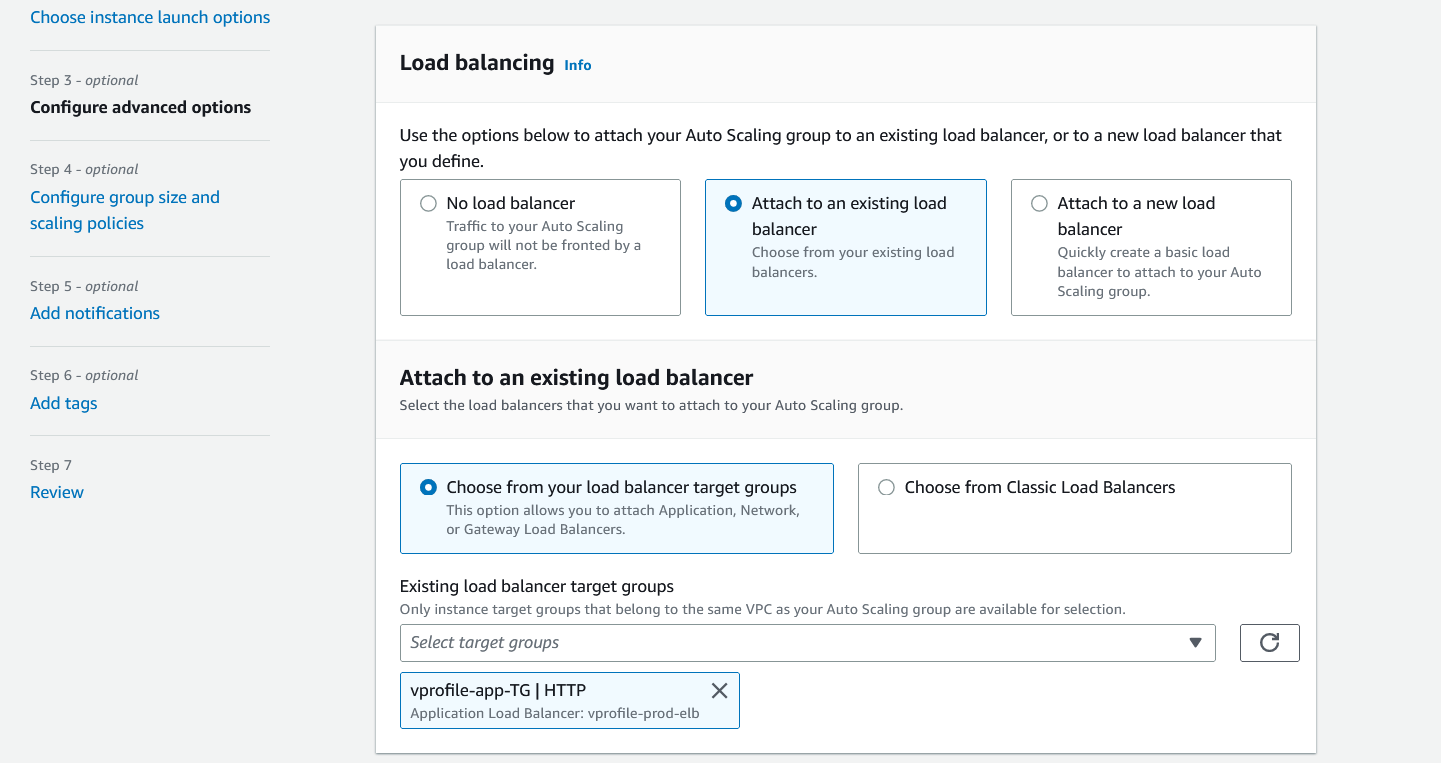 Choose instance launch options
Step 3 - optional
Configure advanced options
Step 4 - optional
Configure group size and
scaling policies
Step 5 - optional
Add notifications
Step 6 - optional
Add tags
Step 7
Review
Load balancing Info
Use the options below to attach your Auto Scaling group to an existing load balancer, or to a new load balancer that
you define.
No load balancer
Traffic to your Auto Scaling
group will not be fronted by a
load balancer.
Attach to an existing load
balancer
Choose from your existing load
balancers.
Attach to a new load
balancer
Quickly create a basic load
balancer to attach to your Auto
Scaling group.
Attach to an existing load balancer
Select the load balancers that you want to attach to your Auto Scaling group.
Choose from your load balancer target groups
This option allows you to attach Application, Network,
or Gateway Load Balancers.
Choose from Classic Load Balancers
Existing load balancer target groups
Only instance target groups that belong to the same VPC as your Auto Scaling group are available for selection.
Select target groups
vprofile-app-TG | HTTP
Application Load Balancer: vprofile-prod-elb